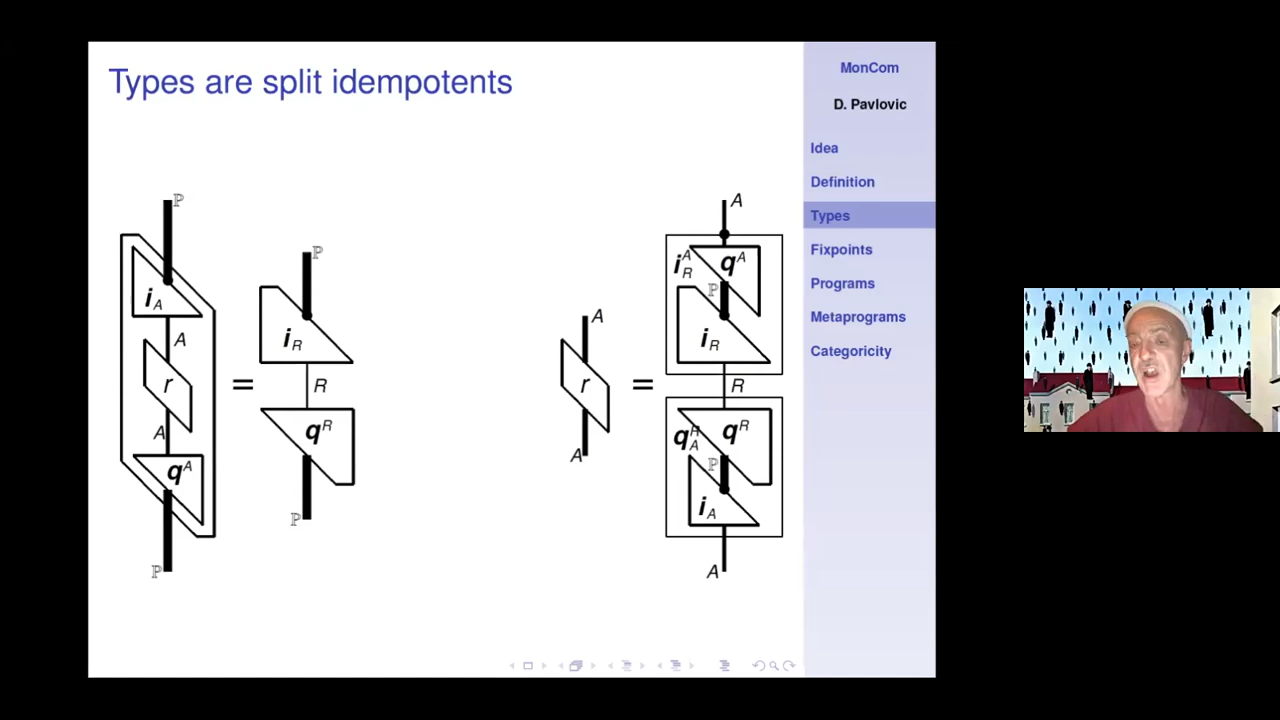 Types are split idempotents
ℙ
i_A
A
r
A
q^A
ℙ
=
ℙ
i_R
R
q^R
ℙ
A
r
A
=
A
i_R^A
q^A
ℙ
i_R
R
q_A^R
q^R
ℙ
i_A
A
MonCom
D. Pavlovic
Idea
Definition
Types
Fixpoints
Programs
Metaprograms
Categoricity